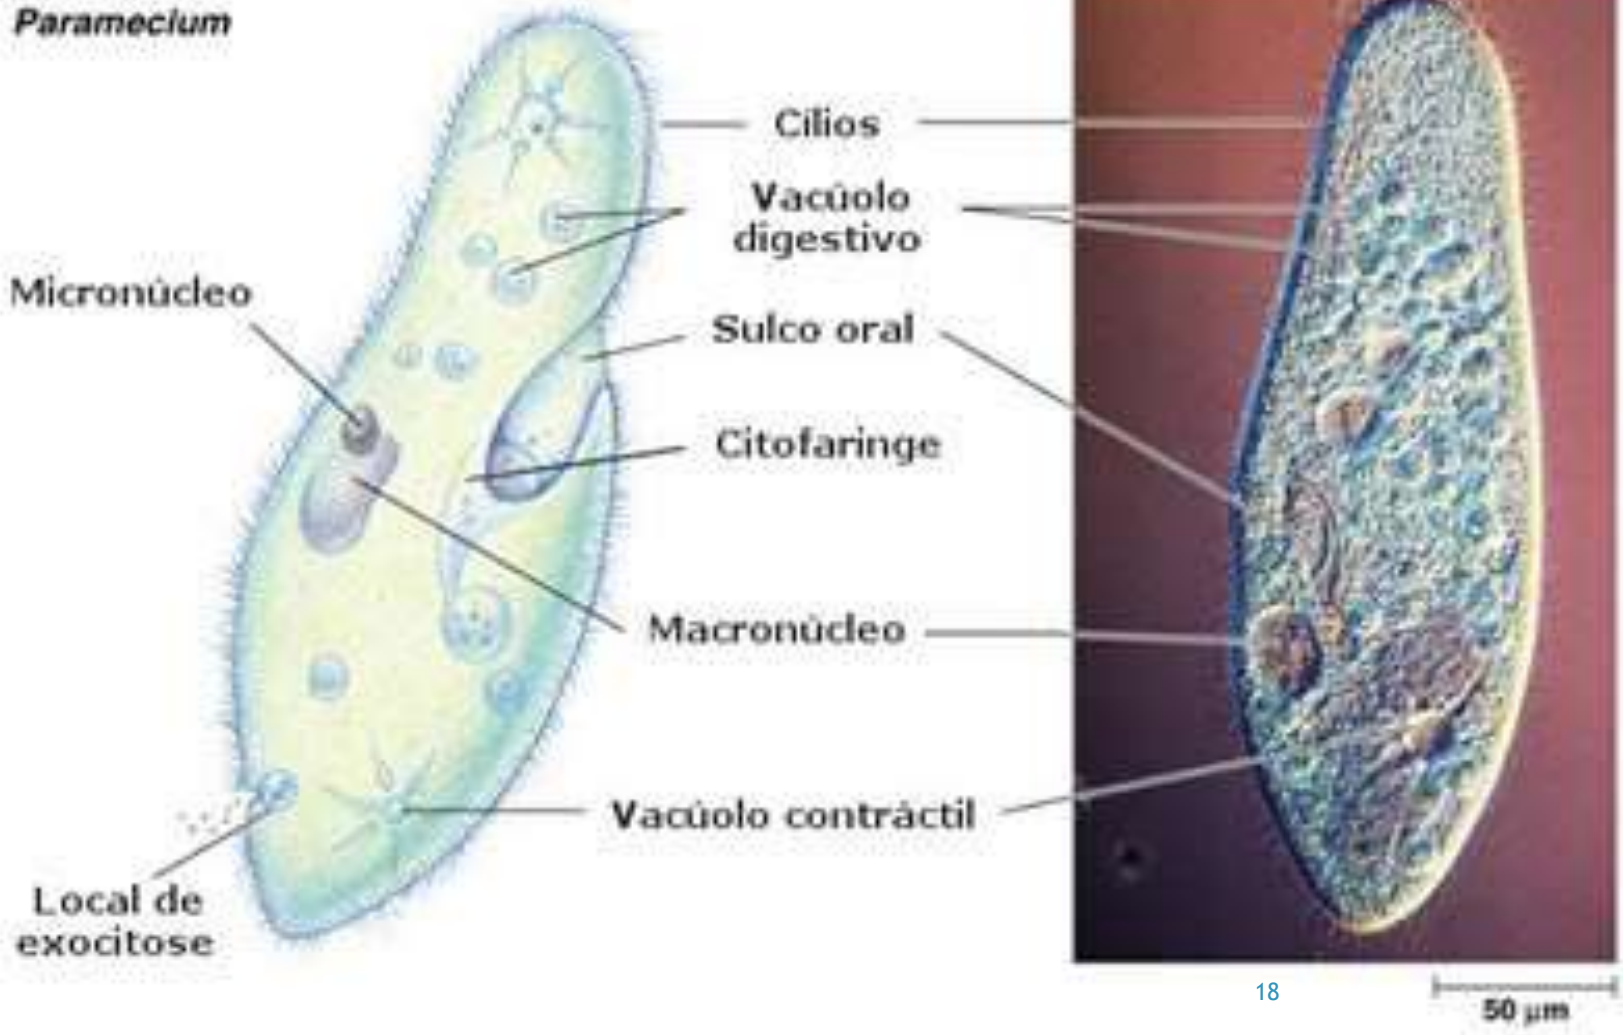 Paramecium
Cílios
Vacúolo
digestivo
Micronúcleo
Sulco oral
Citofaringe
Macronúcleo
Vacúolo contráctil
Local de
exocitose
18
50 µm